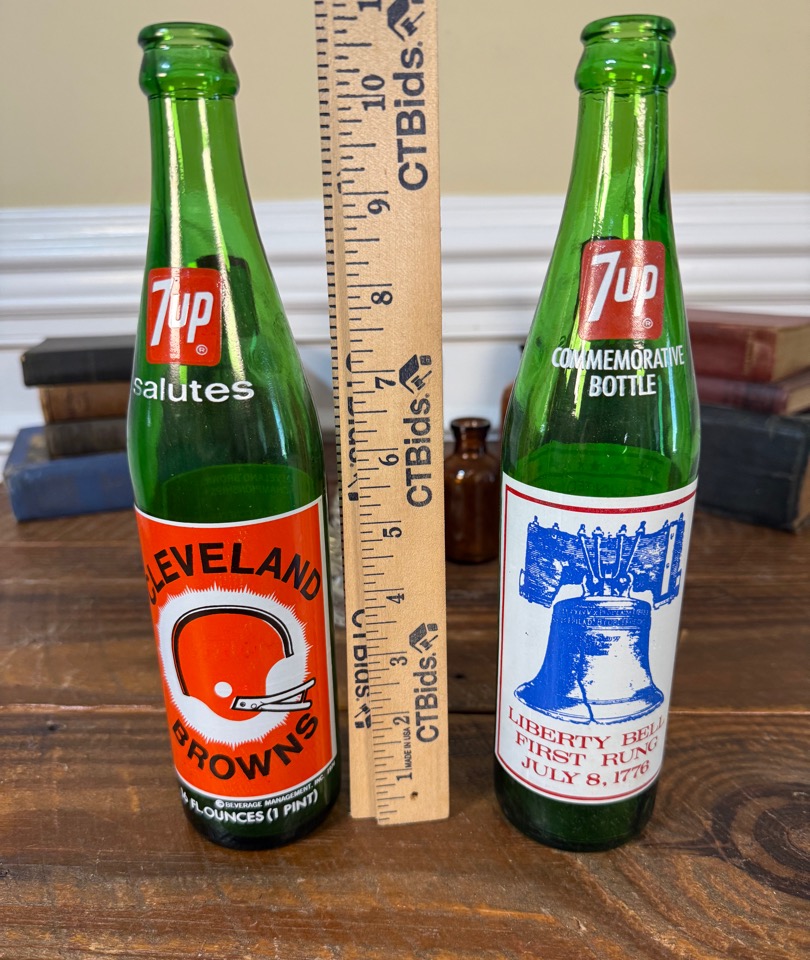 7up
®
salutes
CLEVELAND
BROWNS
© BEVERAGE MANAGEMENT, INC.
16 FL. OUNCES (1 PINT)
CTBids.
10
9
8
7
CTBids.
6
5
4
3
CTBids.
2
1
MADE IN USA
7up
®
COMMEMORATIVE
BOTTLE
LIBERTY BELL
FIRST RUNG
JULY 8, 1776